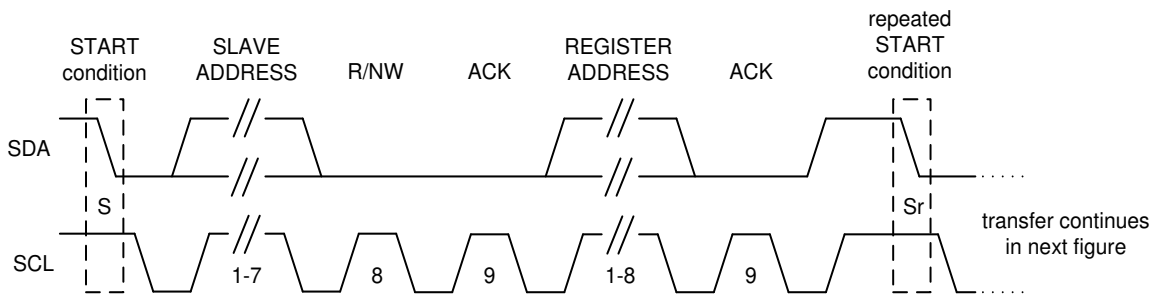 repeated
START
condition
START
condition
SLAVE
ADDRESS
R/NW
ACK
REGISTER
ADDRESS
ACK
SDA
S
Sr
transfer continues
in next figure
SCL
1-7
8
9
1-8
9